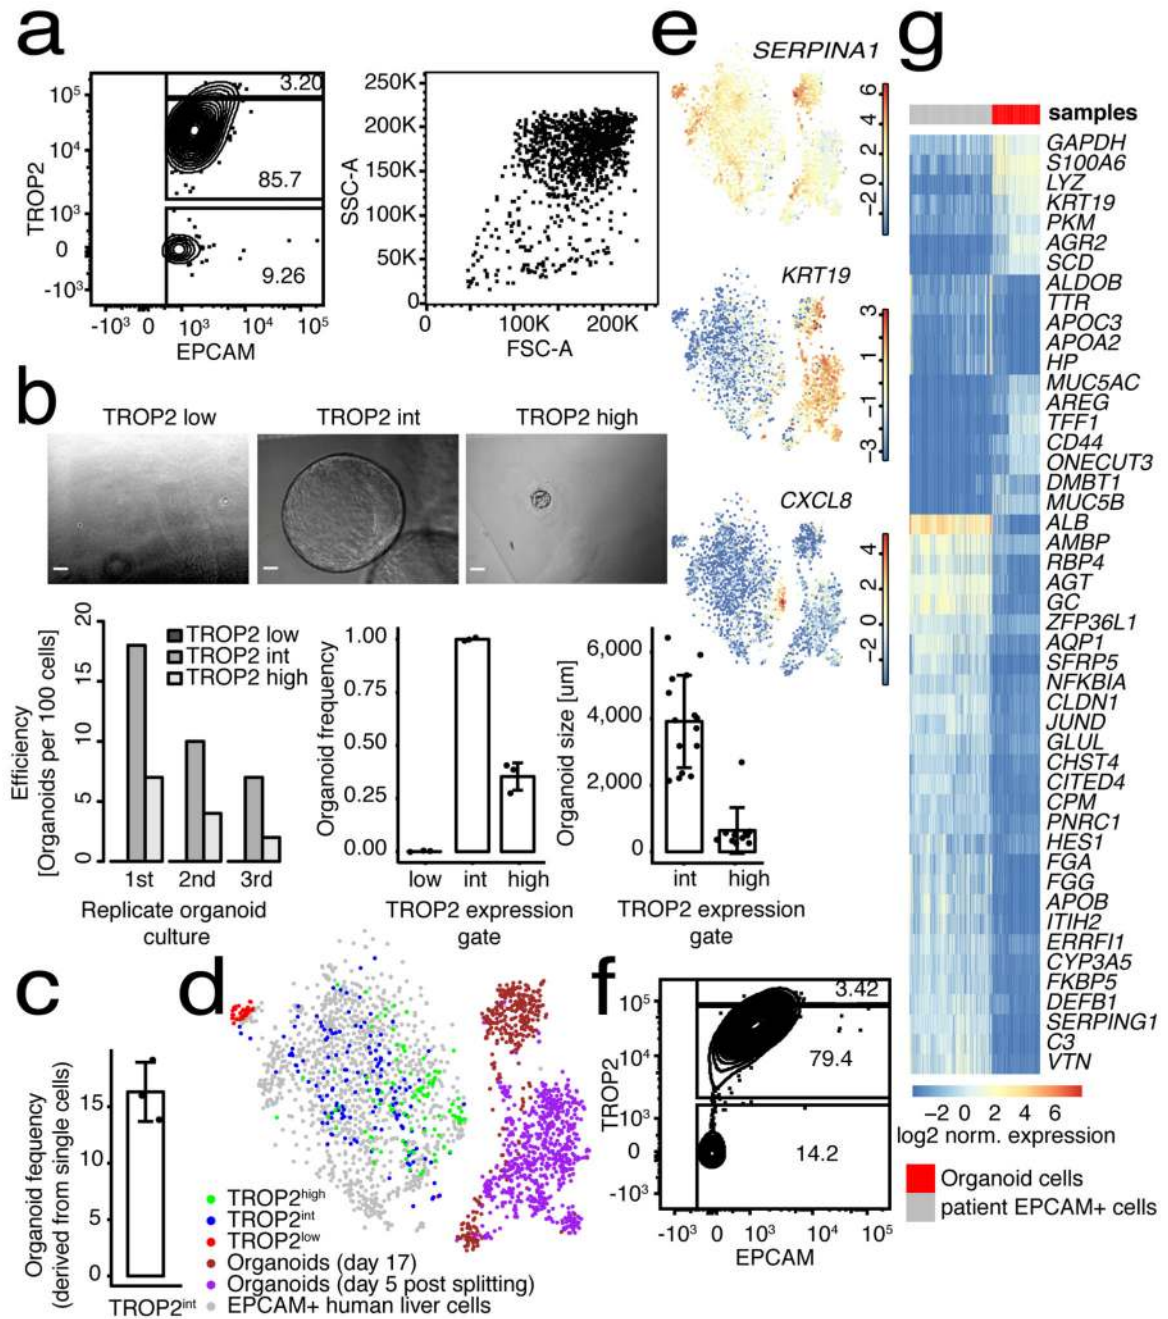 a
TROP2
10⁵
10⁴
10³
0
-10³
3.20
85.7
9.26
-10³ 0 10³ 10⁴ 10⁵
EPCAM
SSC-A
250K
200K
150K
100K
50K
0
0 100K 200K
FSC-A
b
TROP2 low
TROP2 int
TROP2 high
Efficiency
[Organoids per 100 cells]
20
15
10
5
0
TROP2 low
TROP2 int
TROP2 high
1st 2nd 3rd
Replicate organoid
culture
Organoid frequency
1.00
0.75
0.50
0.25
0.00
low int high
TROP2 expression
gate
Organoid size [um]
6,000
4,000
2,000
0
int high
TROP2 expression
gate
c
Organoid fequency
(derived from single cells)
15
10
5
0
TROP2int
d
TROP2high
TROP2int
TROP2low
Organoids (day 17)
Organoids (day 5 post splitting)
EPCAM+ human liver cells
e
SERPINA1
6
4
2
0
−2
KRT19
3
1
−1
−3
CXCL8
4
2
0
−2
f
TROP2
10⁵
10⁴
10³
0
-10³
3.42
79.4
14.2
-10³ 0 10³ 10⁴ 10⁵
EPCAM
g
samples
GAPDH
S100A6
LYZ
KRT19
PKM
AGR2
SCD
ALDOB
TTR
APOC3
APOA2
HP
MUC5AC
AREG
TFF1
CD44
ONECUT3
DMBT1
MUC5B
ALB
AMBP
RBP4
AGT
GC
ZFP36L1
AQP1
SFRP5
NFKBIA
CLDN1
JUND
GLUL
CHST4
CITED4
CPM
PNRC1
HES1
FGA
FGG
APOB
ITIH2
ERRFI1
CYP3A5
FKBP5
DEFB1
SERPING1
C3
VTN
−2 0 2 4 6
log2 norm. expression
Organoid cells
patient EPCAM+ cells